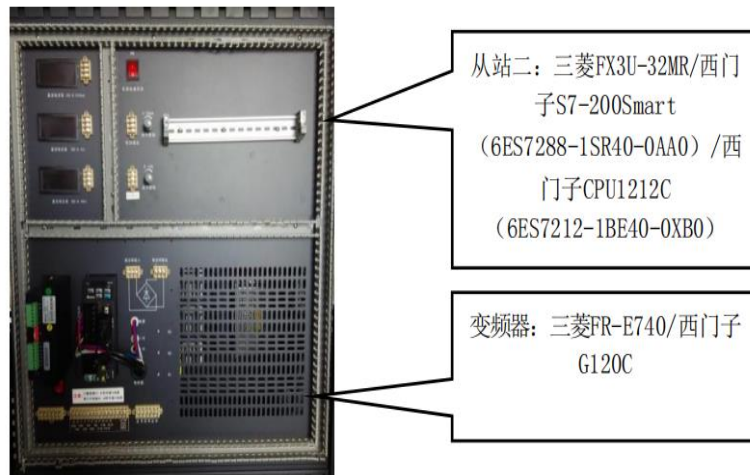 从站二：三菱FX3U-32MR/西门
子S7-200Smart
（6ES7288-1SR40-0AA0）/西
门子CPU1212C
（6ES7212-1BE40-0XB0）
变频器：三菱FR-E740/西门子
G120C